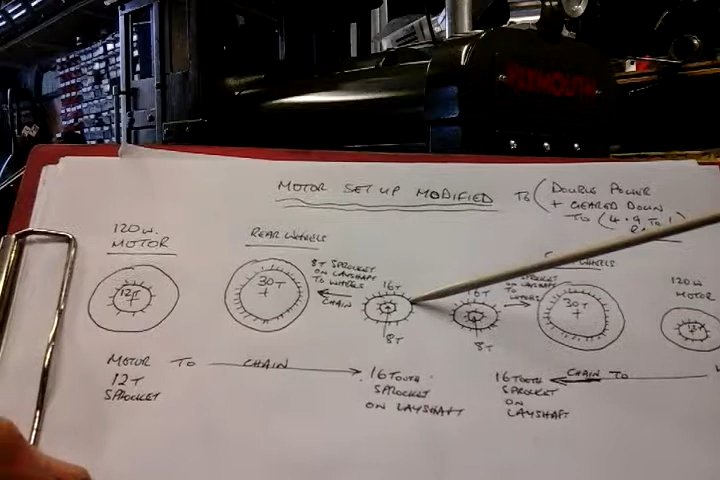 PLYMOUTH
MOTOR SET UP MODIFIED TO (DOUBLE POWER
+ GEARED DOWN
TO (4.9 TO 1)
120W.
MOTOR
12T
REAR WHEELS
30T
8T SPROCKET
ON LAYSHAFT
TO WHEELS
CHAIN
16T
8T
16T
8T
SPROCKET
ON LAYSHAFT
TO WHEELS
WHEELS
30T
120W
MOTOR
12T
MOTOR TO CHAIN
12T
SPROCKET
16 TOOTH
SPROCKET
ON LAYSHAFT
16 TOOTH
SPROCKET
ON
LAYSHAFT
CHAIN TO